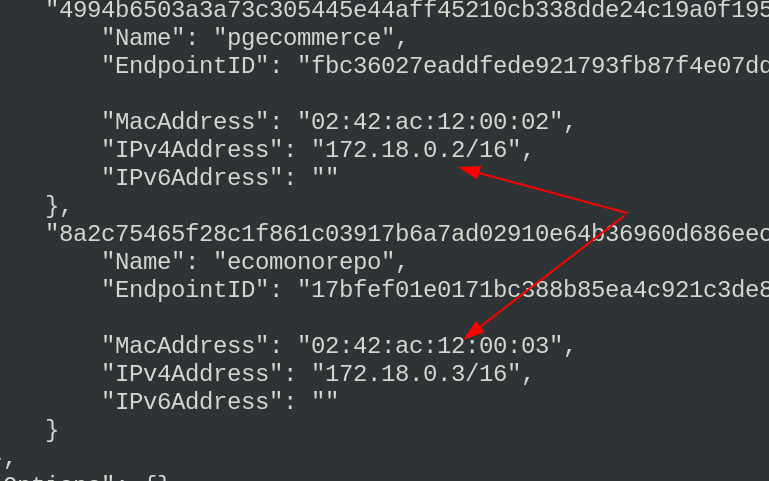 "4994b6503a3a73c305445e44aff45210cb338dde24c19a0f195
"Name": "pgecommerce",
"EndpointID": "fbc36027eaddfede921793fb87f4e07dd
"MacAddress": "02:42:ac:12:00:02",
"IPv4Address": "172.18.0.2/16",
"IPv6Address": ""
},
"8a2c75465f28c1f861c03917b6a7ad02910e64b36960d686eec
"Name": "ecomonorepo",
"EndpointID": "17bfef01e0171bc388b85ea4c921c3de8
"MacAddress": "02:42:ac:12:00:03",
"IPv4Address": "172.18.0.3/16",
"IPv6Address": ""
}
},
Options": {}